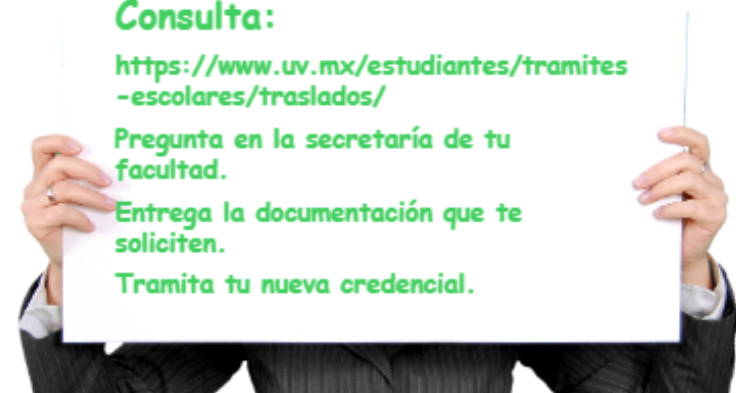 Consulta:
https://www.uv.mx/estudiantes/tramites
-escolares/traslados/
Pregunta en la secretaría de tu
facultad.
Entrega la documentación que te
soliciten.
Tramita tu nueva credencial.